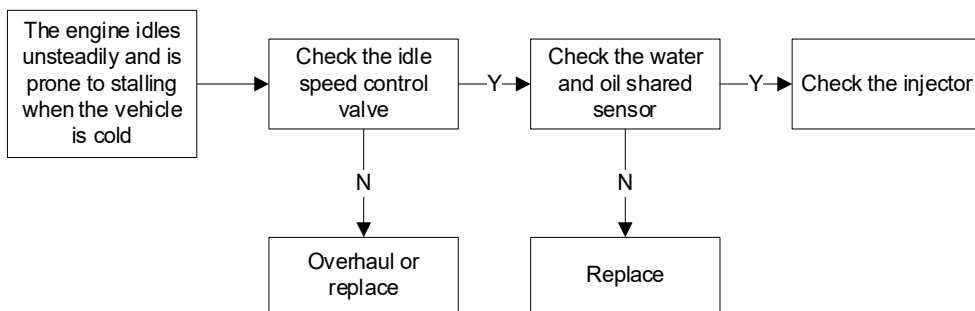 The engine idles
unsteadily and is
prone to stalling
when the vehicle
is cold
Check the idle
speed control
valve
Y
Check the water
and oil shared
sensor
Y
Check the injector
N
N
Overhaul or
replace
Replace